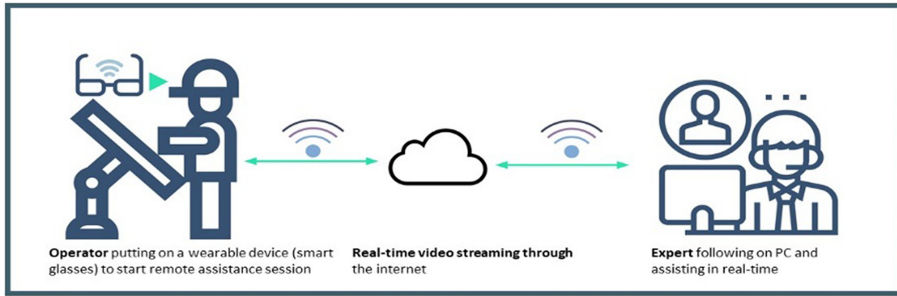 Operator putting on a wearable device (smart
glasses) to start remote assistance session
Real-time video streaming through
the internet
Expert following on PC and
assisting in real-time